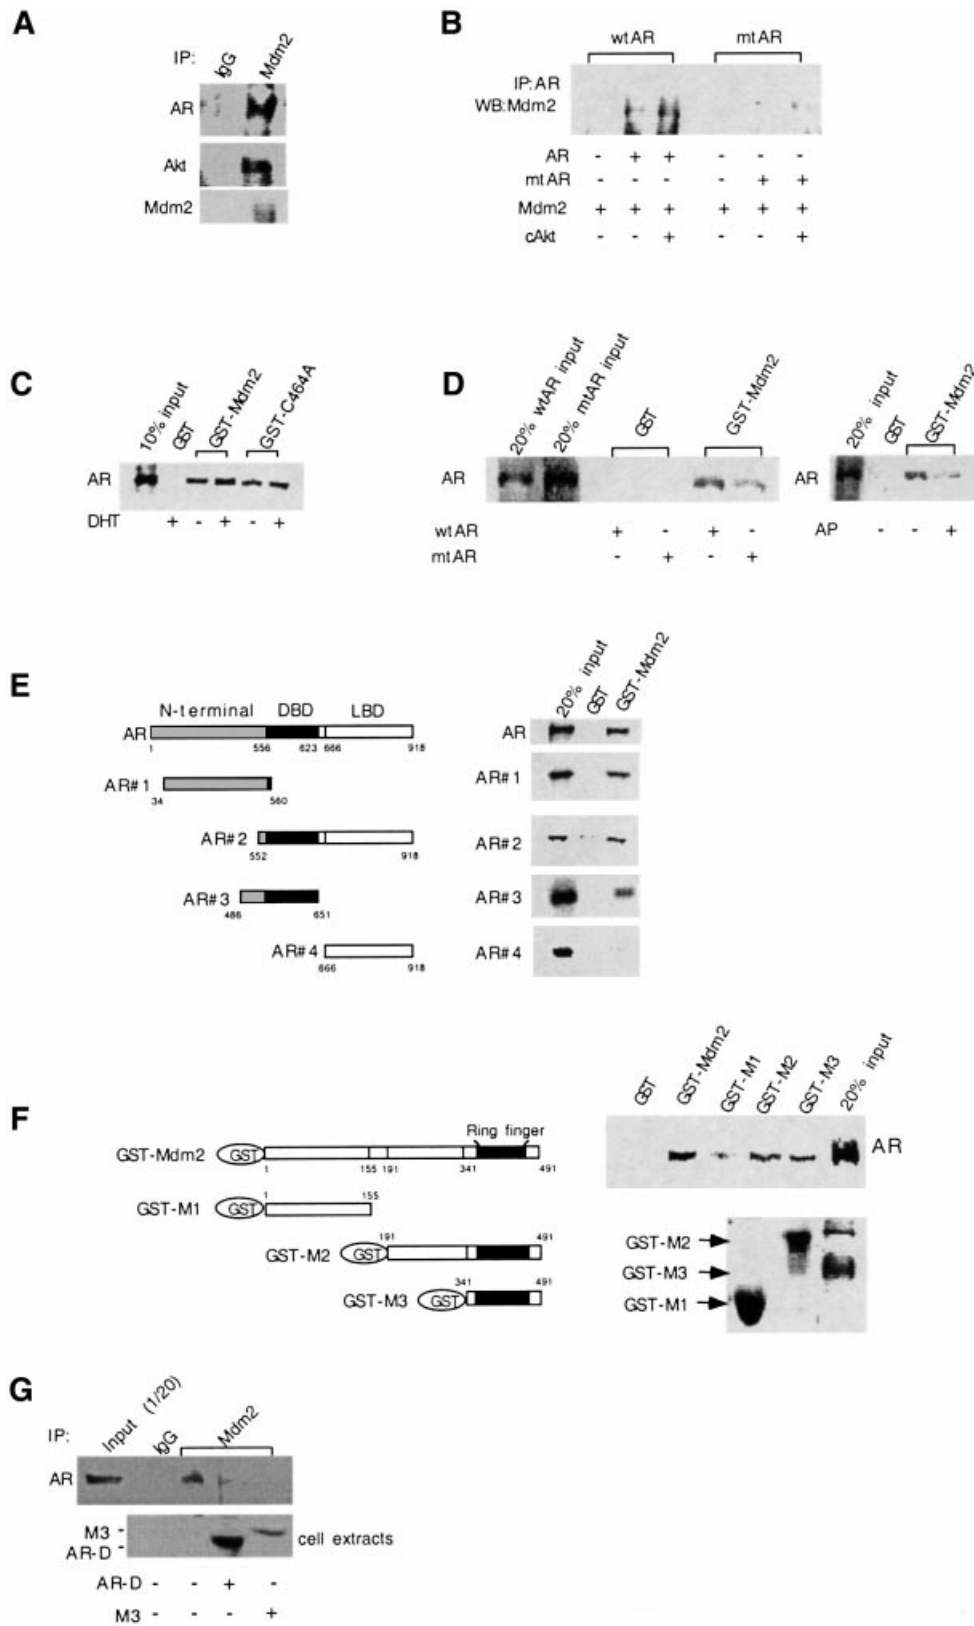 A
IP: IgG Mdm2
AR
Akt
Mdm2
B
wtAR mtAR
IP:AR
WB:Mdm2
AR - + + - - -
mtAR - - - - + +
Mdm2 + + + + + +
cAkt - - + - - +
C
10% input GST GST-Mdm2 GST-C464A
AR
DHT + - + - +
D
20% wtAR input 20% mtAR input GST GST-Mdm2
AR
wtAR + - + -
mtAR - + - +
20% input GST GST-Mdm2
AR
AP - - +
E
N-terminal DBD LBD
AR
1 556 623 666 918
AR#1
34 560
AR#2
552 918
AR#3
486 651
AR#4
666 918
20% input GST GST-Mdm2
AR
AR#1
AR#2
AR#3
AR#4
F
Ring finger
GST-Mdm2 GST
1 155 191 341 491
GST-M1 GST
1 155
GST-M2 GST
191 491
GST-M3 GST
341 491
GST GST-Mdm2 GST-M1 GST-M2 GST-M3 20% input
AR
GST-M2
GST-M3
GST-M1
G
IP: Input (1/20) IgG Mdm2
AR
M3 -
AR-D -
cell extracts
AR-D - - + -
M3 - - - +